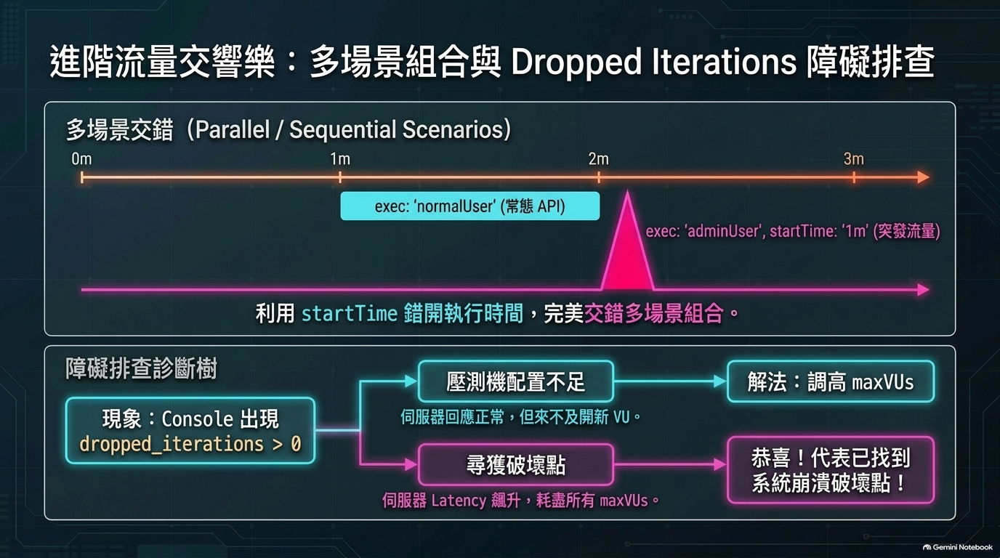 進階流量交響樂：多場景組合與 Dropped Iterations 障礙排查
多場景交錯（Parallel / Sequential Scenarios）
0m 1m 2m 3m
exec: ‘normalUser’ (常態 API)
exec: ‘adminUser’, startTime: ‘1m’ (突發流量)
利用 startTime 錯開執行時間，完美交錯多場景組合。
障礙排查診斷樹
現象：Console 出現
dropped_iterations > 0
壓測機配置不足
伺服器回應正常，但來不及開新 VU。
解法：調高 maxVUs
尋獲破壞點
伺服器 Latency 飆升，耗盡所有 maxVUs。
恭喜！代表已找到
系統崩潰破壞點！
Gemini Notebook